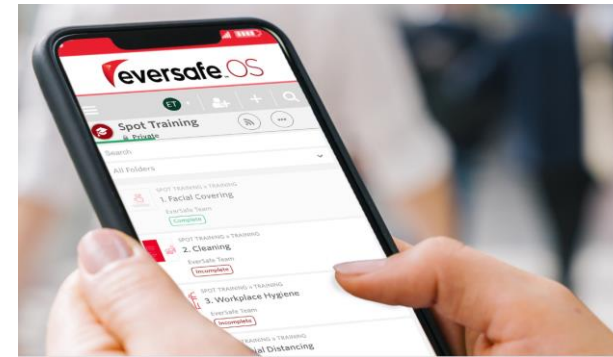 eversafe OS
ET
Spot Training
Private
Search
All Folders
SPOT TRAINING » TRAINING
1. Facial Covering
EverSafe Team
Complete
SPOT TRAINING » TRAINING
2. Cleaning
EverSafe Team
Incomplete
SPOT TRAINING » TRAINING
3. Workplace Hygiene
EverSafe Team
Incomplete
TRAINING » TRAINING
Distancing